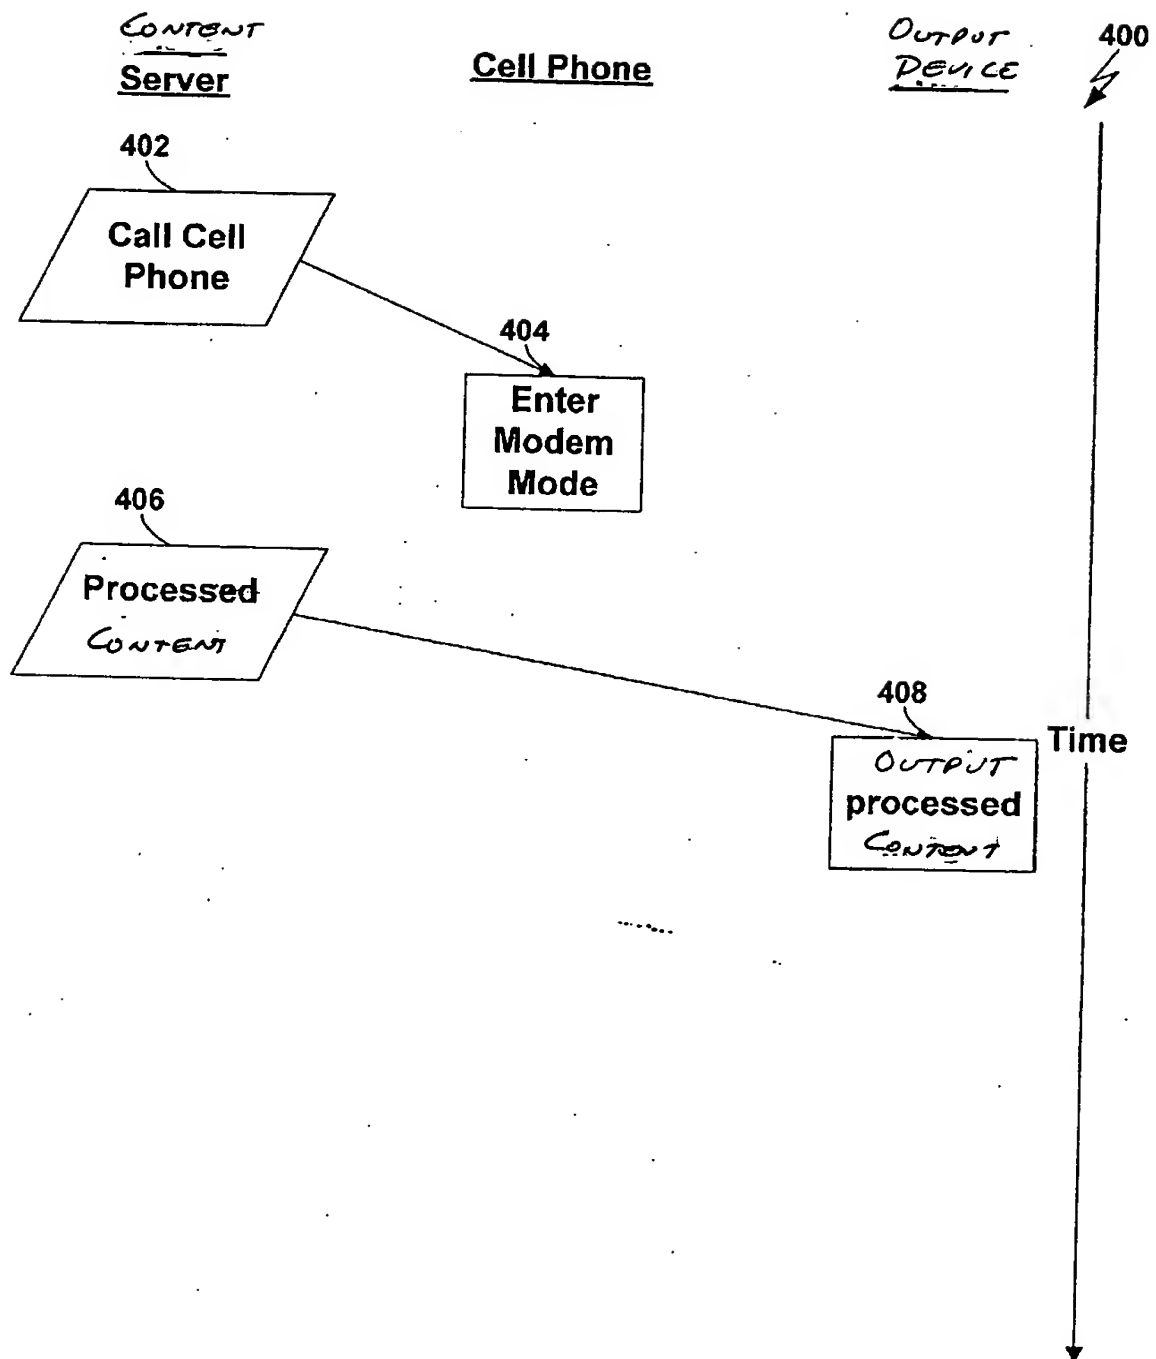 CONTENT
Server
Cell Phone
OUTPUT
DEVICE
400
402
Call Cell
Phone
404
Enter
Modem
Mode
406
Processed
CONTENT
408
OUTPUT
processed
CONTENT
Time